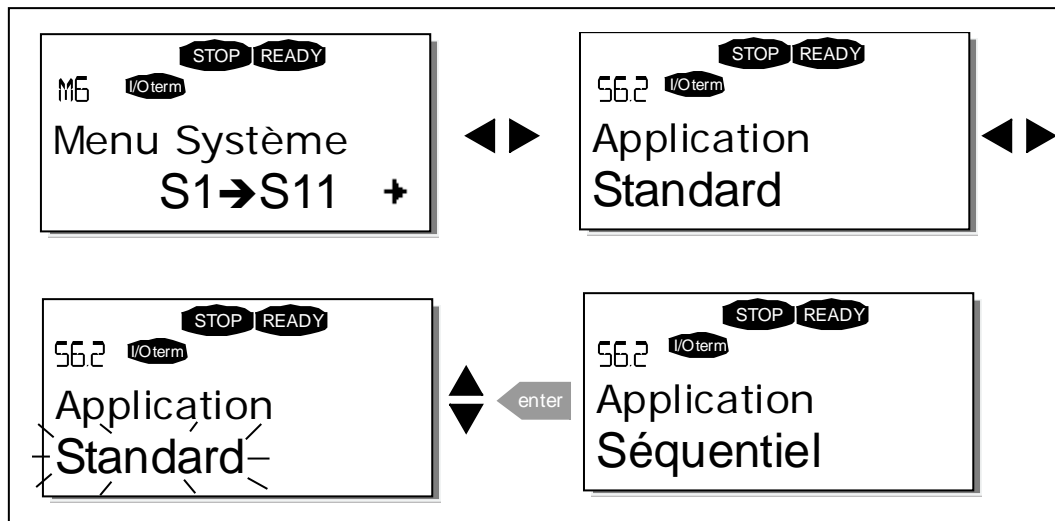 STOP READY
M6 I/Oterm
Menu Système
S1➔S11
STOP READY
S6.2 I/Oterm
Application
Standard
STOP READY
S6.2 I/Oterm
Application
Standard
enter
STOP READY
S6.2 I/Oterm
Application
Séquentiel